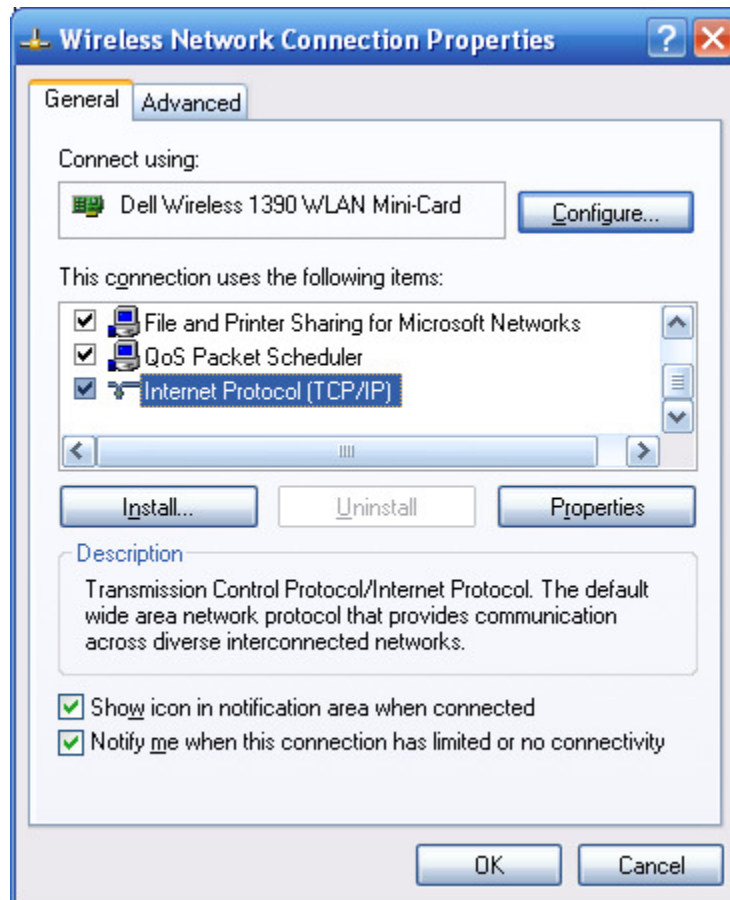 Wireless Network Connection Properties
General Advanced
Connect using:
Dell Wireless 1390 WLAN Mini-Card
Configure...
This connection uses the following items:
File and Printer Sharing for Microsoft Networks
QoS Packet Scheduler
Internet Protocol (TCP/IP)
Install... Uninstall Properties
Description
Transmission Control Protocol/Internet Protocol. The default
wide area network protocol that provides communication
across diverse interconnected networks.
Show icon in notification area when connected
Notify me when this connection has limited or no connectivity
OK Cancel